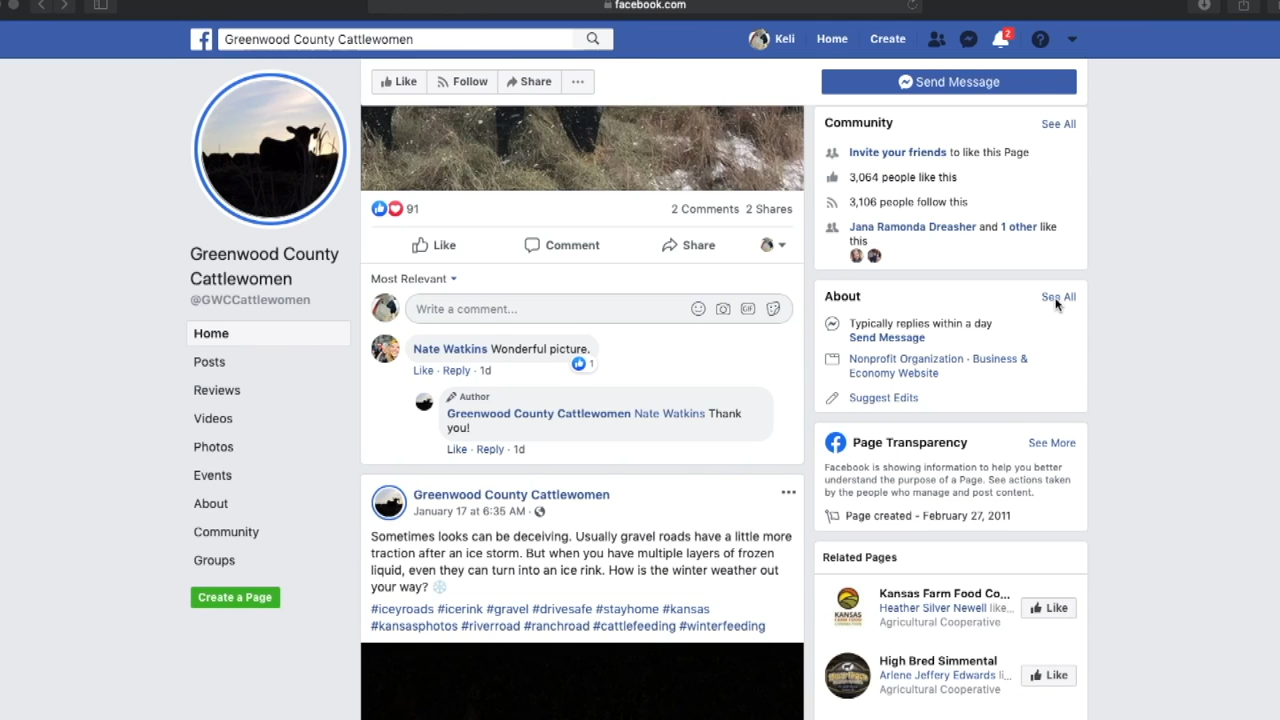 facebook.com
Greenwood County Cattlewomen
Keli
Home
Create
2
Like
Follow
Share
Send Message
Greenwood County
Cattlewomen
@GWCCattlewomen
Home
Posts
Reviews
Videos
Photos
Events
About
Community
Groups
Create a Page
91
2 Comments 2 Shares
Like
Comment
Share
Most Relevant
Write a comment...
GIF
Nate Watkins Wonderful picture.
1
Like · Reply · 1d
Author
Greenwood County Cattlewomen Nate Watkins Thank
you!
Like · Reply · 1d
Greenwood County Cattlewomen
January 17 at 6:35 AM ·
Sometimes looks can be deceiving. Usually gravel roads have a little more
traction after an ice storm. But when you have multiple layers of frozen
liquid, even they can turn into an ice rink. How is the winter weather out
your way?
#iceyroads #icerink #gravel #drivesafe #stayhome #kansas
#kansasphotos #riverroad #ranchroad #cattlefeeding #winterfeeding
Community
See All
Invite your friends to like this Page
3,064 people like this
3,106 people follow this
Jana Ramonda Dreasher and 1 other like
this
About
See All
Typically replies within a day
Send Message
Nonprofit Organization · Business &
Economy Website
Suggest Edits
Page Transparency
See More
Facebook is showing information to help you better
understand the purpose of a Page. See actions taken
by the people who manage and post content.
Page created - February 27, 2011
Related Pages
KANSAS
FARM FOOD
Kansas Farm Food Co...
Heather Silver Newell like...
Agricultural Cooperative
Like
High Bred Simmental
Arlene Jeffery Edwards li...
Agricultural Cooperative
Like